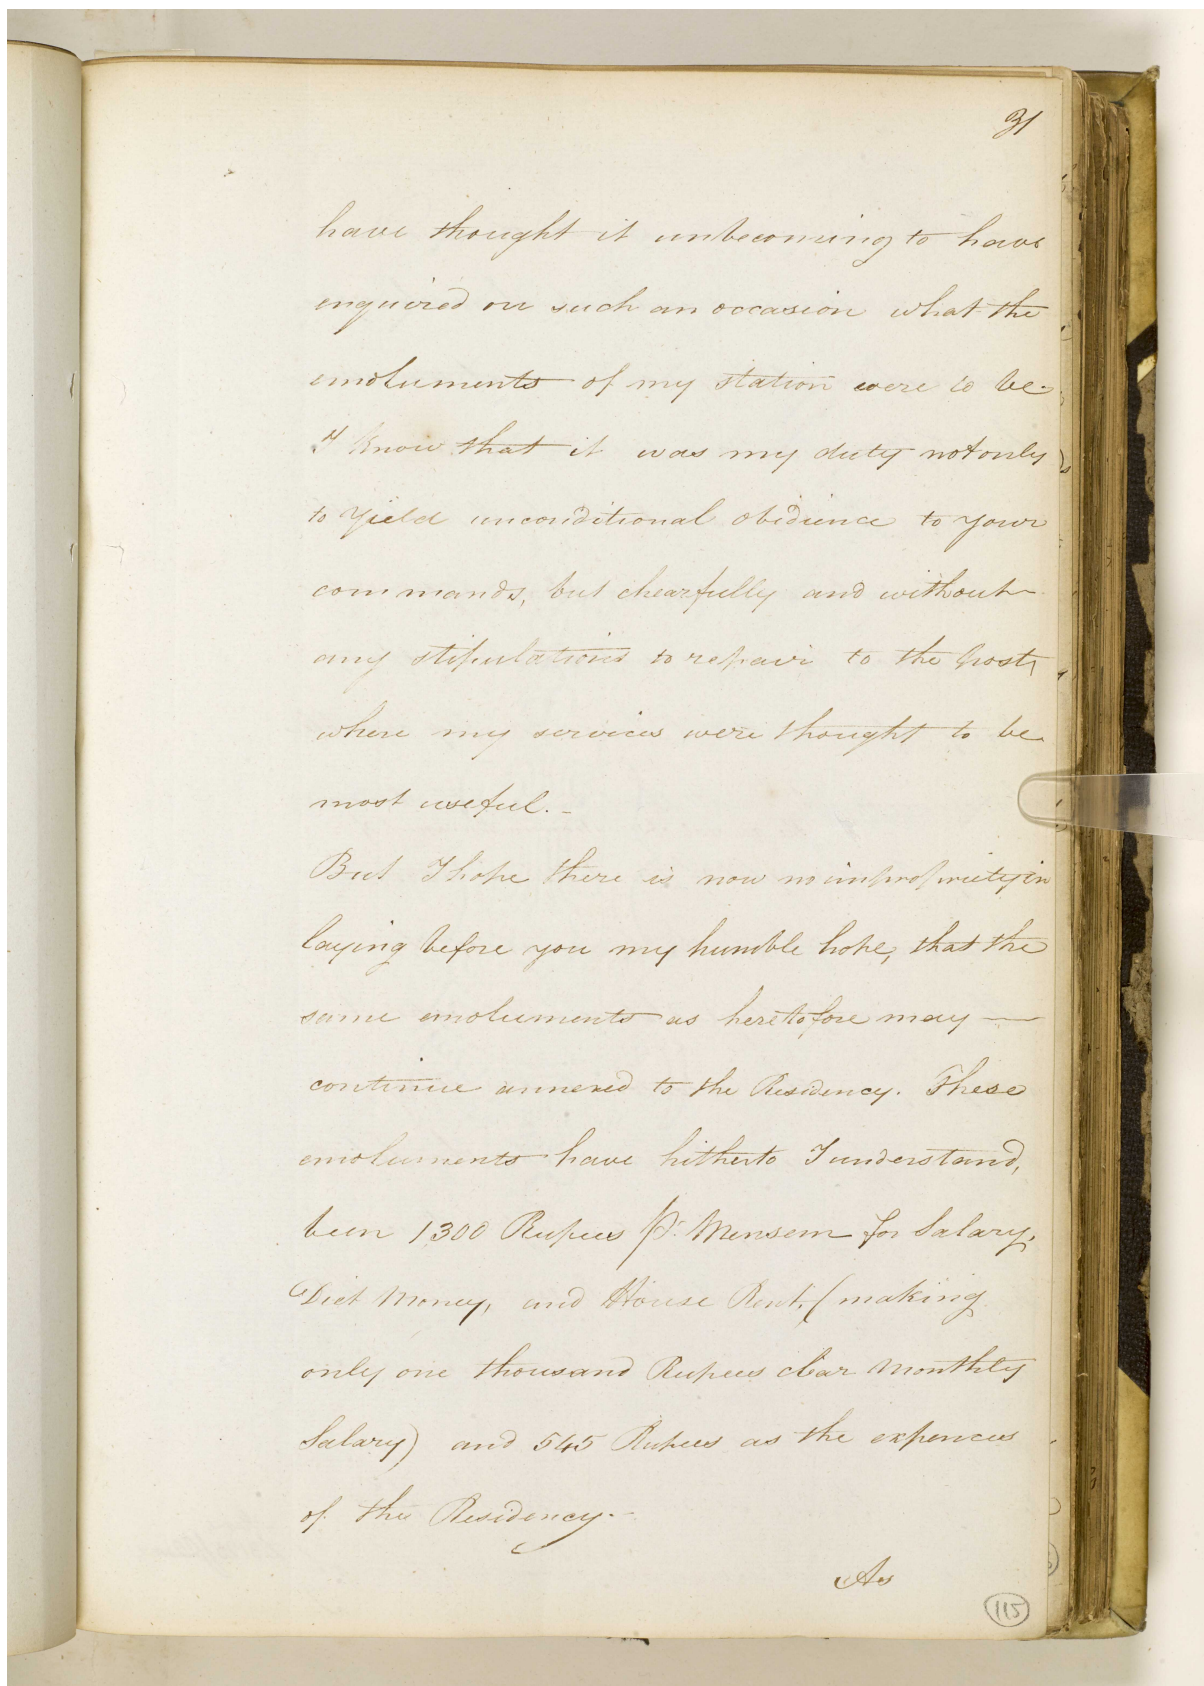 31
have thought it unbecoming to have
enquired on such an occasion what the
emoluments of my station were to be.
I know that it was my duty not only
to yield unconditional obedience to your
commands, but chearfully and without
any stipulations to repair to the post,
where my services were thought to be
most useful. -
But I hope there is now no impropriety in
laying before you my humble hope, that the
same emoluments as heretofore may —
continue annexed to the Residency. These
emoluments have hitherto I understand,
been 1300 Rupees Pr. Mensem for Salary,
Diet Money, and House Rent, (making
only one thousand Rupees clear monthly
Salary) and 545 Rupees as the expences
of the Residency. -
As
115